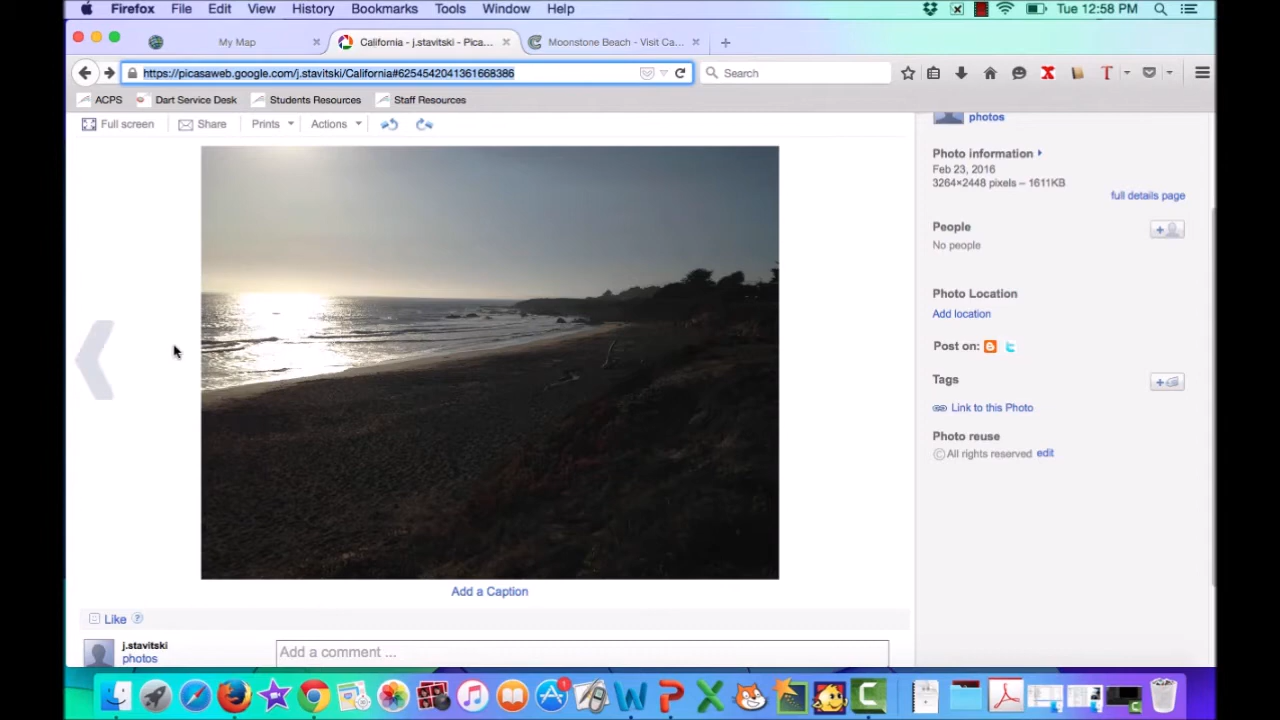 Firefox File Edit View History Bookmarks Tools Window Help Tue 12:58 PM
My Map California - j.stavitski - Pica... Moonstone Beach - Visit Ca...
https://picasaweb.google.com/j.stavitski/California#6254542041361668386 Search
ACPS Dart Service Desk Students Resources Staff Resources
Full screen Share Prints Actions
photos
Photo information
Feb 23, 2016
3264×2448 pixels – 1611KB
full details page
People
No people
Photo Location
Add location
Post on:
Tags
Link to this Photo
Photo reuse
© All rights reserved edit
Add a Caption
Like ?
j.stavitski
photos
Add a comment ...